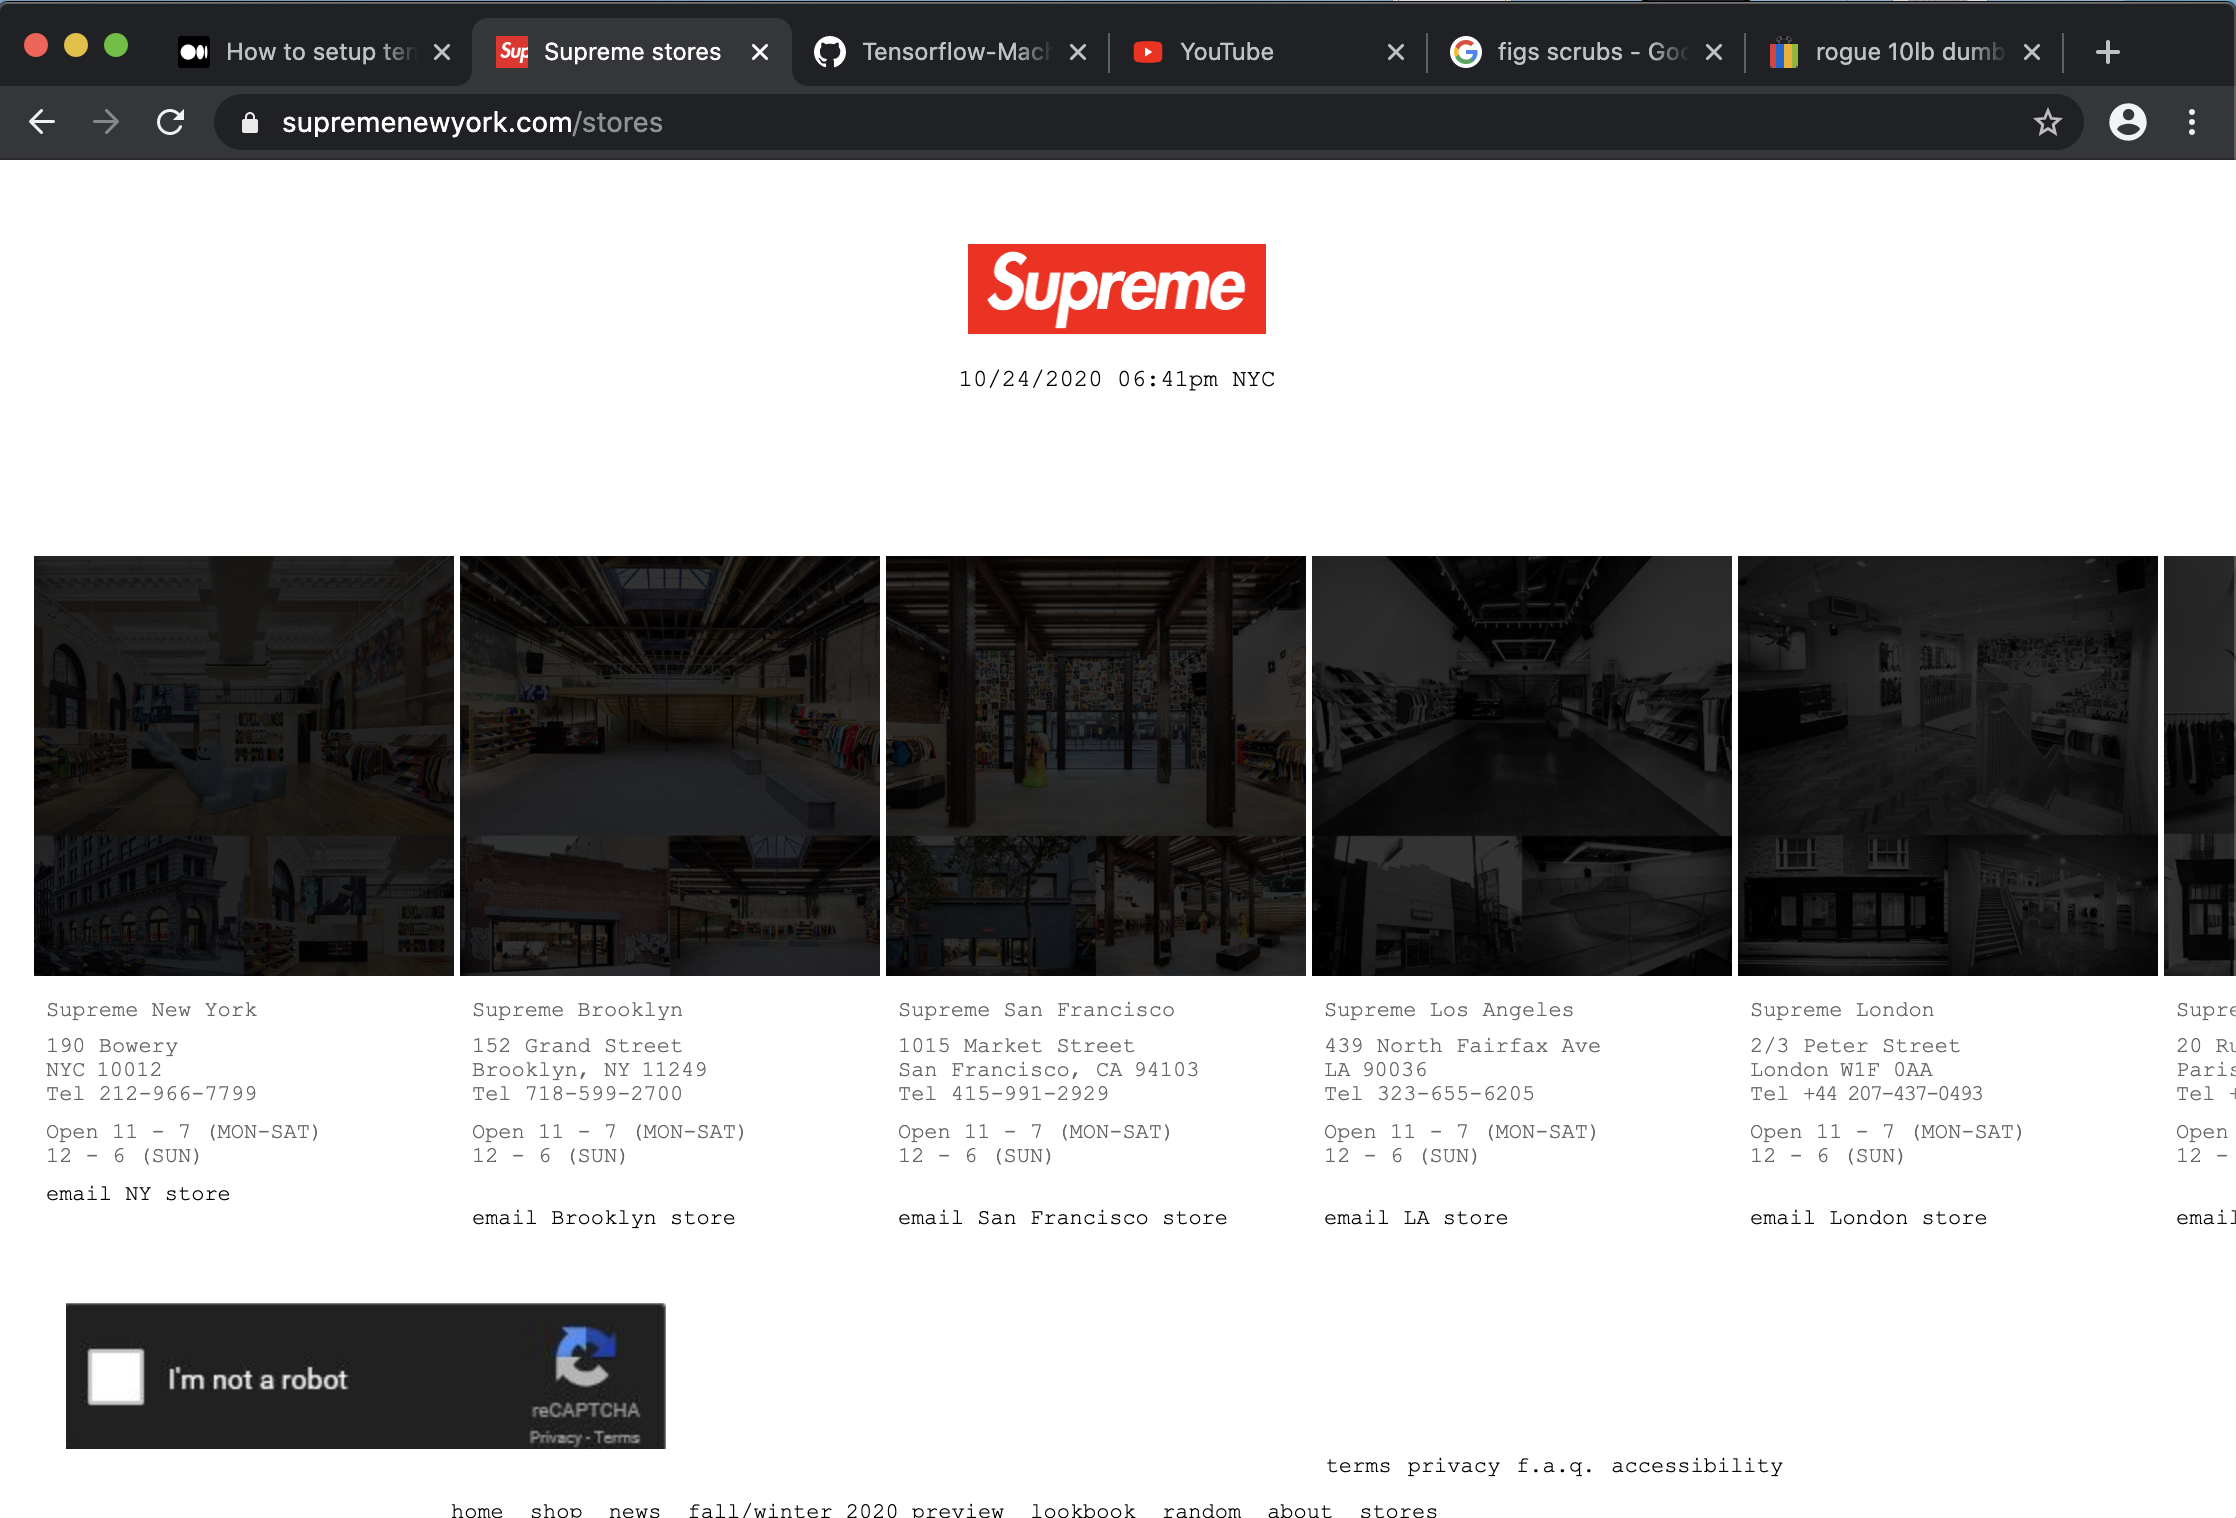 How to setup ten
Supreme stores
Tensorflow-Mach
YouTube
figs scrubs - Goo
rogue 10lb dumb
supremenewyork.com/stores
Supreme
10/24/2020 06:41pm NYC
Supreme New York
190 Bowery
NYC 10012
Tel 212-966-7799
Open 11 - 7 (MON-SAT)
12 - 6 (SUN)
email NY store
Supreme Brooklyn
152 Grand Street
Brooklyn, NY 11249
Tel 718-599-2700
Open 11 - 7 (MON-SAT)
12 - 6 (SUN)
email Brooklyn store
Supreme San Francisco
1015 Market Street
San Francisco, CA 94103
Tel 415-991-2929
Open 11 - 7 (MON-SAT)
12 - 6 (SUN)
email San Francisco store
Supreme Los Angeles
439 North Fairfax Ave
LA 90036
Tel 323-655-6205
Open 11 - 7 (MON-SAT)
12 - 6 (SUN)
email LA store
Supreme London
2/3 Peter Street
London W1F 0AA
Tel +44 207-437-0493
Open 11 - 7 (MON-SAT)
12 - 6 (SUN)
email London store
Supre
20 Ru
Paris
Tel +
Open
12 -
email
I'm not a robot
reCAPTCHA
Privacy - Terms
terms privacy f.a.q. accessibility
home shop news fall/winter 2020 preview lookbook random about stores